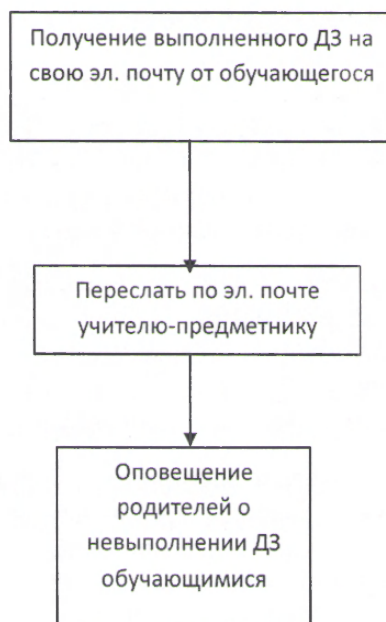 Получение выполненного ДЗ на
свою эл. почту от обучающегося
Переслать по эл. почте
учителю-предметнику
Оповещение
родителей о
невыполнении ДЗ
обучающимися